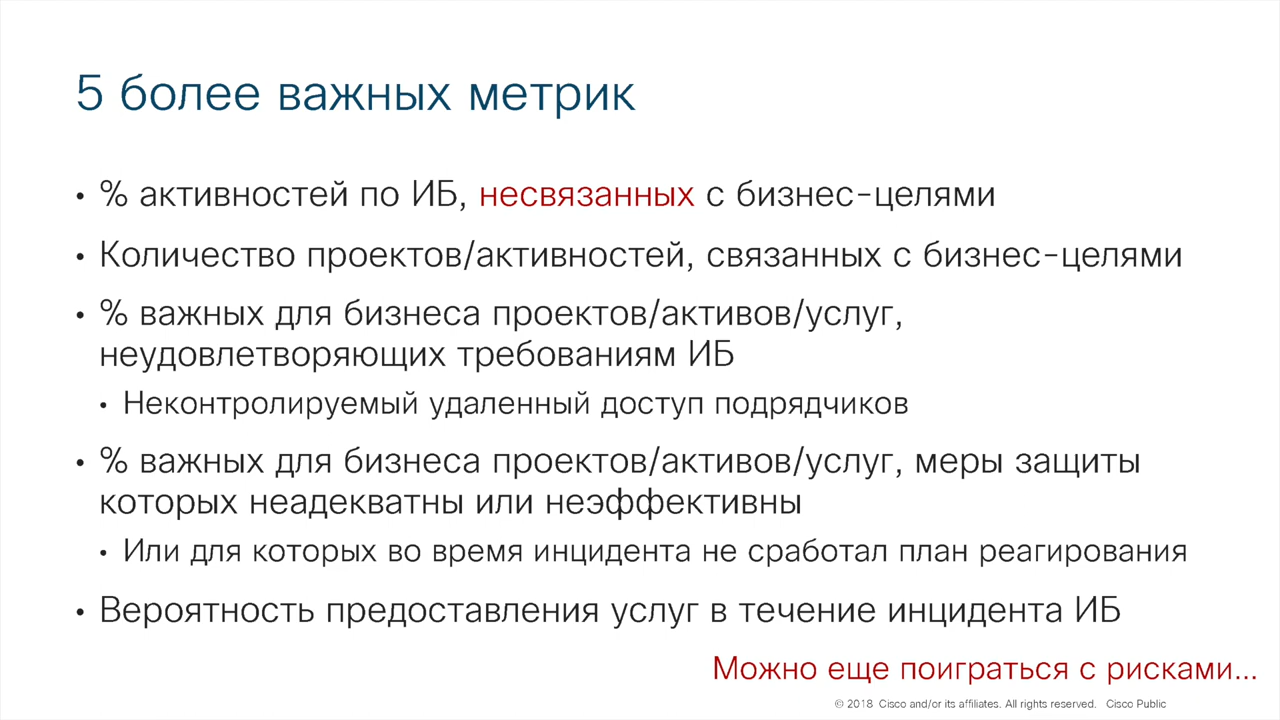 5 более важных метрик
• % активностей по ИБ, несвязанных с бизнес-целями
• Количество проектов/активностей, связанных с бизнес-целями
• % важных для бизнеса проектов/активов/услуг,
неудовлетворяющих требованиям ИБ
• Неконтролируемый удаленный доступ подрядчиков
• % важных для бизнеса проектов/активов/услуг, меры защиты
которых неадекватны или неэффективны
• Или для которых во время инцидента не сработал план реагирования
• Вероятность предоставления услуг в течение инцидента ИБ
Можно еще поиграться с рисками...
© 2018 Cisco and/or its affiliates. All rights reserved. Cisco Public